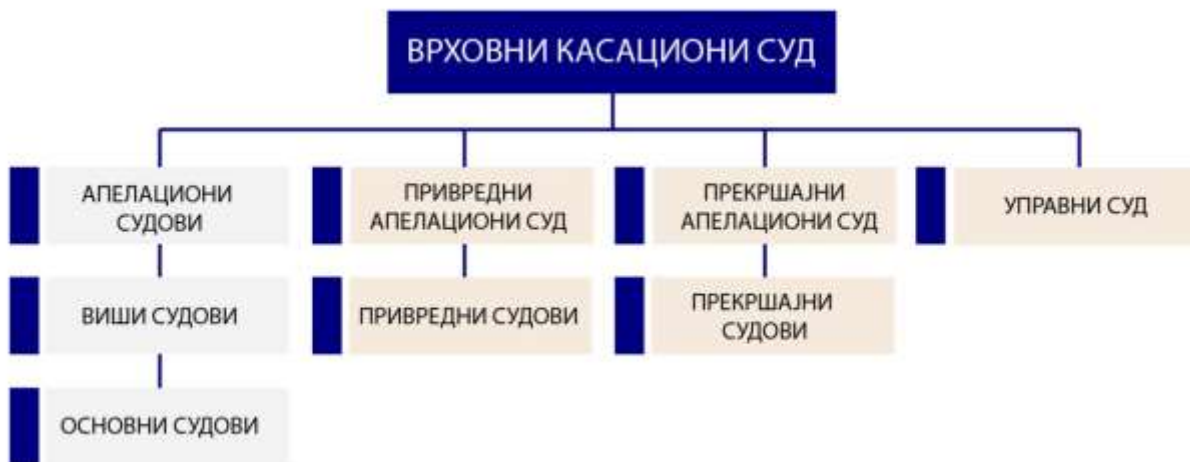 ВРХОВНИ КАСАЦИОНИ СУД
АПЕЛАЦИОНИ
СУДОВИ
ПРИВРЕДНИ
АПЕЛАЦИОНИ СУД
ПРЕКРШАЈНИ
АПЕЛАЦИОНИ СУД
УПРАВНИ СУД
ВИШИ СУДОВИ
ПРИВРЕДНИ СУДОВИ
ПРЕКРШАЈНИ
СУДОВИ
ОСНОВНИ СУДОВИ